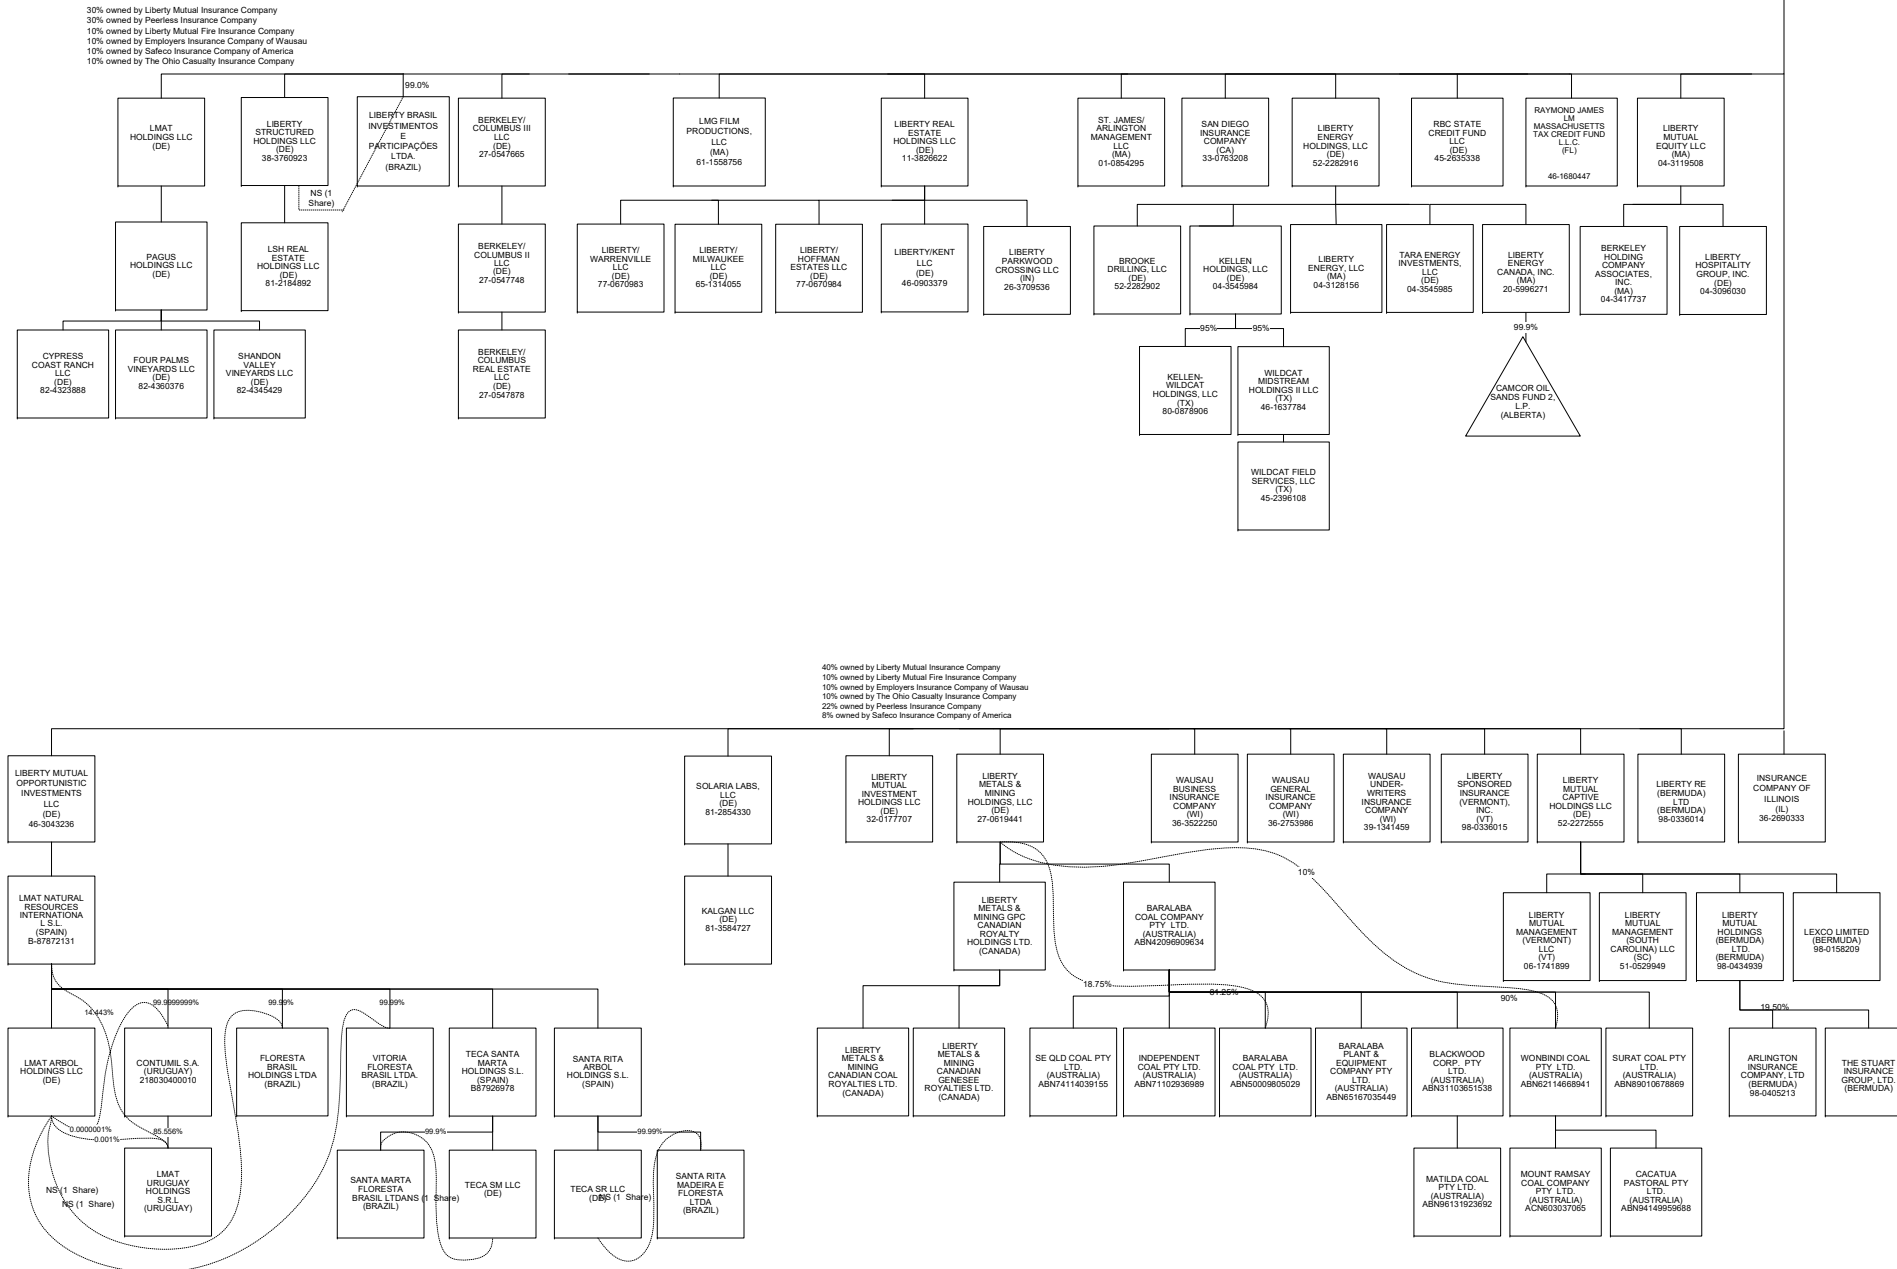 30% owned by Liberty Mutual Insurance Company
30% owned by Peerless Insurance Company
10% owned by Liberty Mutual Fire Insurance Company
10% owned by Employers Insurance Company of Wausau
10% owned by Safeco Insurance Company of America
10% owned by The Ohio Casualty Insurance Company
99.0%
LMAT
HOLDINGS LLC
(DE)
LIBERTY
STRUCTURED
HOLDINGS LLC
(DE)
38-3760923
LIBERTY BRASIL
INVESTIMENTOS
E
PARTICIPAÇÕES
LTDA.
(BRAZIL)
BERKELEY/
COLUMBUS III
LLC
(DE)
27-0547665
LMG FILM
PRODUCTIONS,
LLC
(MA)
61-1558756
LIBERTY REAL
ESTATE
HOLDINGS LLC
(DE)
11-3826622
ST. JAMES/
ARLINGTON
MANAGEMENT
LLC
(MA)
01-0854295
SAN DIEGO
INSURANCE
COMPANY
(CA)
33-0763208
LIBERTY
ENERGY
HOLDINGS, LLC
(DE)
52-2282916
RBC STATE
CREDIT FUND
LLC
(DE)
45-2635338
RAYMOND JAMES
LM
MASSACHUSETTS
TAX CREDIT FUND
L.L.C.
(FL)
46-1680447
LIBERTY
MUTUAL
EQUITY LLC
(MA)
04-3119508
NS (1
Share)
PAGUS
HOLDINGS LLC
(DE)
LSH REAL
ESTATE
HOLDINGS LLC
(DE)
81-2184892
BERKELEY/
COLUMBUS II
LLC
(DE)
27-0547748
LIBERTY/
WARRENVILLE
LLC
(DE)
77-0670983
LIBERTY/
MILWAUKEE
LLC
(DE)
65-1314055
LIBERTY/
HOFFMAN
ESTATES LLC
(DE)
77-0670984
LIBERTY/KENT
LLC
(DE)
46-0903379
LIBERTY
PARKWOOD
CROSSING LLC
(IN)
26-3709536
BROOKE
DRILLING, LLC
(DE)
52-2282902
KELLEN
HOLDINGS, LLC
(DE)
04-3545984
LIBERTY
ENERGY, LLC
(MA)
04-3128156
TARA ENERGY
INVESTMENTS,
LLC
(DE)
04-3545985
LIBERTY
ENERGY
CANADA, INC.
(MA)
20-5996271
BERKELEY
HOLDING
COMPANY
ASSOCIATES,
INC.
(MA)
04-3417737
LIBERTY
HOSPITALITY
GROUP, INC.
(DE)
04-3096030
95%
95%
99.9%
CYPRESS
COAST RANCH
LLC
(DE)
82-4323888
FOUR PALMS
VINEYARDS LLC
(DE)
82-4360376
SHANDON
VALLEY
VINEYARDS LLC
(DE)
82-4345429
BERKELEY/
COLUMBUS
REAL ESTATE
LLC
(DE)
27-0547878
KELLEN-
WILDCAT
HOLDINGS, LLC
(TX)
80-0878906
WILDCAT
MIDSTREAM
HOLDINGS II LLC
(TX)
46-1637784
CAMCOR OIL
SANDS FUND 2,
L.P.
(ALBERTA)
WILDCAT FIELD
SERVICES, LLC
(TX)
45-2396108
40% owned by Liberty Mutual Insurance Company
10% owned by Liberty Mutual Fire Insurance Company
10% owned by Employers Insurance Company of Wausau
10% owned by The Ohio Casualty Insurance Company
22% owned by Peerless Insurance Company
8% owned by Safeco Insurance Company of America
LIBERTY MUTUAL
OPPORTUNISTIC
INVESTMENTS
LLC
(DE)
46-3043236
SOLARIA LABS,
LLC
(DE)
81-2854330
LIBERTY
MUTUAL
INVESTMENT
HOLDINGS LLC
(DE)
32-0177707
LIBERTY
METALS &
MINING
HOLDINGS, LLC
(DE)
27-0619441
WAUSAU
BUSINESS
INSURANCE
COMPANY
(WI)
36-3522250
WAUSAU
GENERAL
INSURANCE
COMPANY
(WI)
36-2753986
WAUSAU
UNDER-
WRITERS
INSURANCE
COMPANY
(WI)
39-1341459
LIBERTY
SPONSORED
INSURANCE
(VERMONT),
INC.
(VT)
98-0336015
LIBERTY
MUTUAL
CAPTIVE
HOLDINGS LLC
(DE)
52-2272555
LIBERTY RE
(BERMUDA)
LTD
(BERMUDA)
98-0336014
INSURANCE
COMPANY OF
ILLINOIS
(IL)
36-2690333
10%
LMAT NATURAL
RESOURCES
INTERNATIONA
L S.L.
(SPAIN)
B-87872131
KALGAN LLC
(DE)
81-3584727
LIBERTY
METALS &
MINING GPC
CANADIAN
ROYALTY
HOLDINGS LTD.
(CANADA)
BARALABA
COAL COMPANY
PTY LTD.
(AUSTRALIA)
ABN42096909634
LIBERTY
MUTUAL
MANAGEMENT
(VERMONT)
LLC
(VT)
06-1741899
LIBERTY
MUTUAL
MANAGEMENT
(SOUTH
CAROLINA) LLC
(SC)
51-0529949
LIBERTY
MUTUAL
HOLDINGS
(BERMUDA)
LTD.
(BERMUDA)
98-0434939
LEXCO LIMITED
(BERMUDA)
98-0158209
14.443%
99.9999999%
99.99%
99.99%
18.75%
81.25%
90%
19.50%
LMAT ARBOL
HOLDINGS LLC
(DE)
CONTUMIL S.A.
(URUGUAY)
218030400010
FLORESTA
BRASIL
HOLDINGS LTDA
(BRAZIL)
VITORIA
FLORESTA
BRASIL LTDA.
(BRAZIL)
TECA SANTA
MARTA
HOLDINGS S.L.
(SPAIN)
B87926978
SANTA RITA
ARBOL
HOLDINGS S.L.
(SPAIN)
LIBERTY
METALS &
MINING
CANADIAN COAL
ROYALTIES LTD.
(CANADA)
LIBERTY
METALS &
MINING
CANADIAN
GENESEE
ROYALTIES LTD.
(CANADA)
SE QLD COAL PTY
LTD.
(AUSTRALIA)
ABN74114039155
INDEPENDENT
COAL PTY LTD.
(AUSTRALIA)
ABN71102936989
BARALABA
COAL PTY LTD.
(AUSTRALIA)
ABN50009805029
BARALABA
PLANT &
EQUIPMENT
COMPANY PTY
LTD.
(AUSTRALIA)
ABN65167035449
BLACKWOOD
CORP. PTY
LTD.
(AUSTRALIA)
ABN31103651538
WONBINDI COAL
PTY LTD.
(AUSTRALIA)
ABN62114668941
SURAT COAL PTY
LTD.
(AUSTRALIA)
ABN89010678869
ARLINGTON
INSURANCE
COMPANY, LTD
(BERMUDA)
98-0405213
THE STUART
INSURANCE
GROUP, LTD.
(BERMUDA)
0.0000001%
0.001%
85.556%
99.9%
99.99%
LMAT
URUGUAY
HOLDINGS
S.R.L
(URUGUAY)
NS (1 Share)
NS (1 Share)
SANTA MARTA
FLORESTA
BRASIL LTDA
(BRAZIL)
NS (1 Share)
TECA SM LLC
(DE)
TECA SR LLC
(DE)
NS (1 Share)
SANTA RITA
MADEIRA E
FLORESTA
LTDA
(BRAZIL)
MATILDA COAL
PTY LTD.
(AUSTRALIA)
ABN96131923692
MOUNT RAMSAY
COAL COMPANY
PTY LTD.
(AUSTRALIA)
ACN603037065
CACATUA
PASTORAL PTY
LTD.
(AUSTRALIA)
ABN94149959688